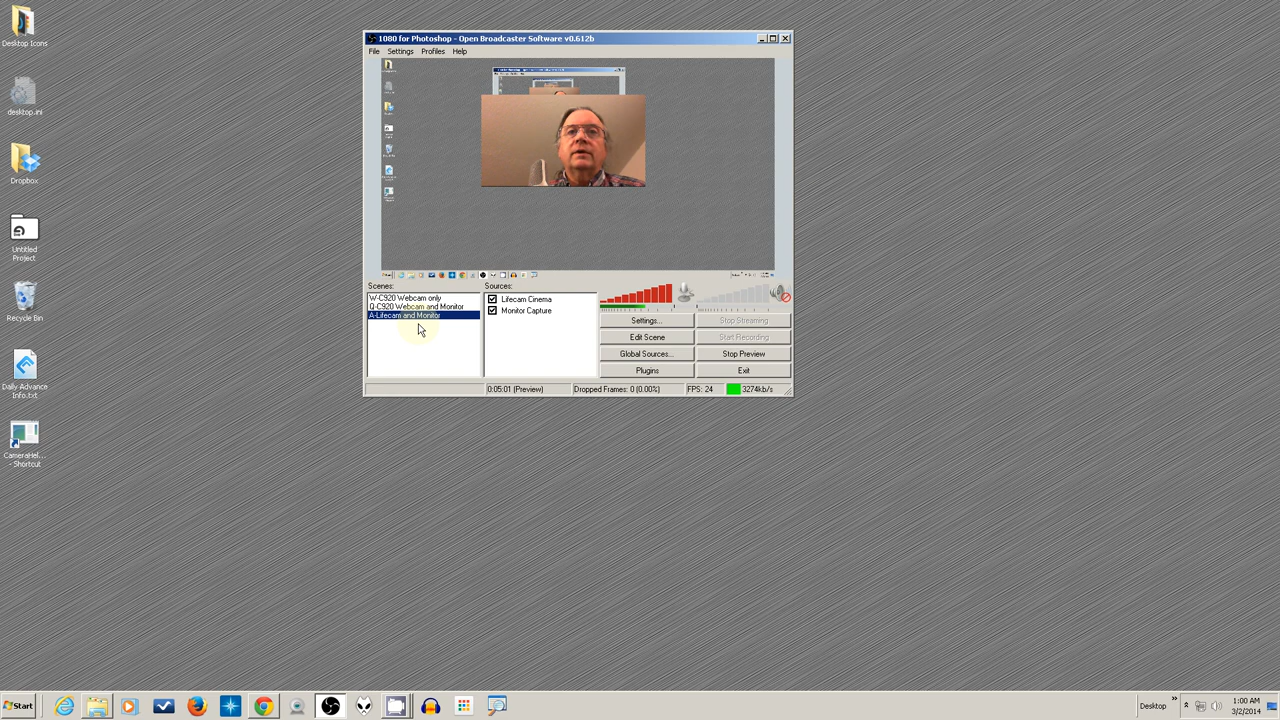 Desktop Icons
desktop.ini
Dropbox
Untitled
Project
Recycle Bin
Daily Advance
Info.txt
CameraHel...
- Shortcut
1080 for Photoshop - Open Broadcaster Software v0.612b
File Settings Profiles Help
Scenes:
W-C920 Webcam only
Q-C920 Webcam and Monitor
A-Lifecam and Monitor
Sources:
Lifecam Cinema
Monitor Capture
Settings... Stop Streaming
Edit Scene Start Recording
Global Sources... Stop Preview
Plugins Exit
0:05:01 (Preview) Dropped Frames: 0 (0.00%) FPS: 24 3274kb/s
Start
Desktop »
1:00 AM
3/2/2014